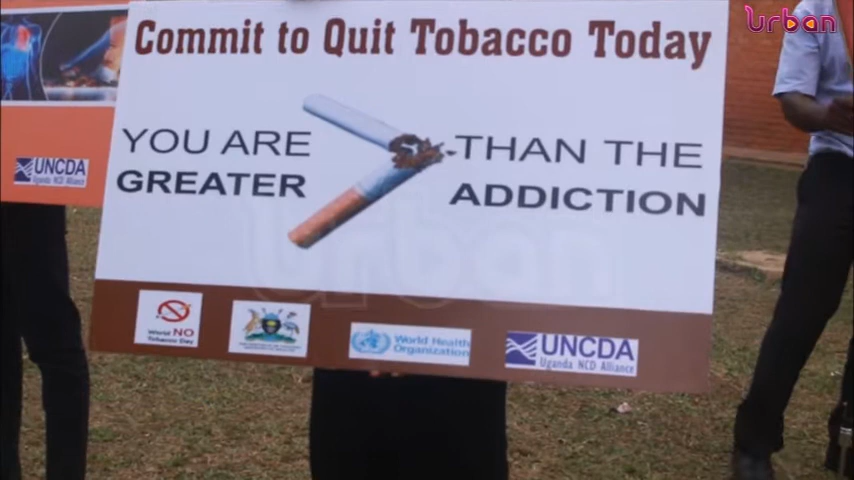 Urban
Commit to Quit Tobacco Today
YOU ARE
GREATER
THAN THE
ADDICTION
UNCDA
Uganda NCD Alliance
urban
World NO
Tobacco Day
World Health
Organization
UNCDA
Uganda NCD Alliance